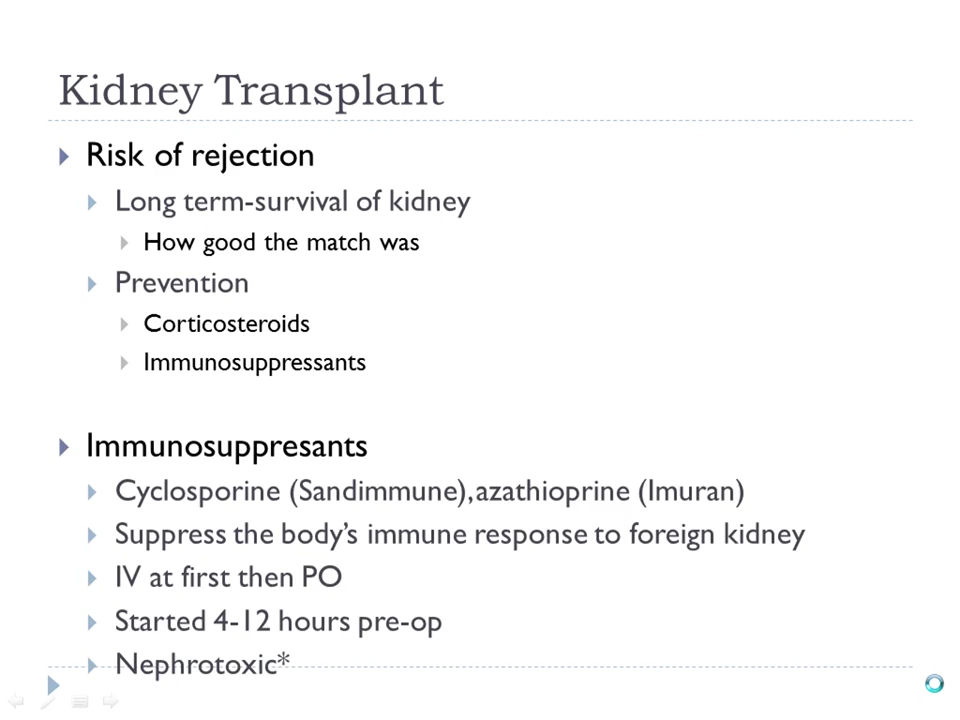 Kidney Transplant
Risk of rejection
Long term-survival of kidney
How good the match was
Prevention
Corticosteroids
Immunosuppressants
Immunosuppresants
Cyclosporine (Sandimmune), azathioprine (Imuran)
Suppress the body's immune response to foreign kidney
IV at first then PO
Started 4-12 hours pre-op
Nephrotoxic*